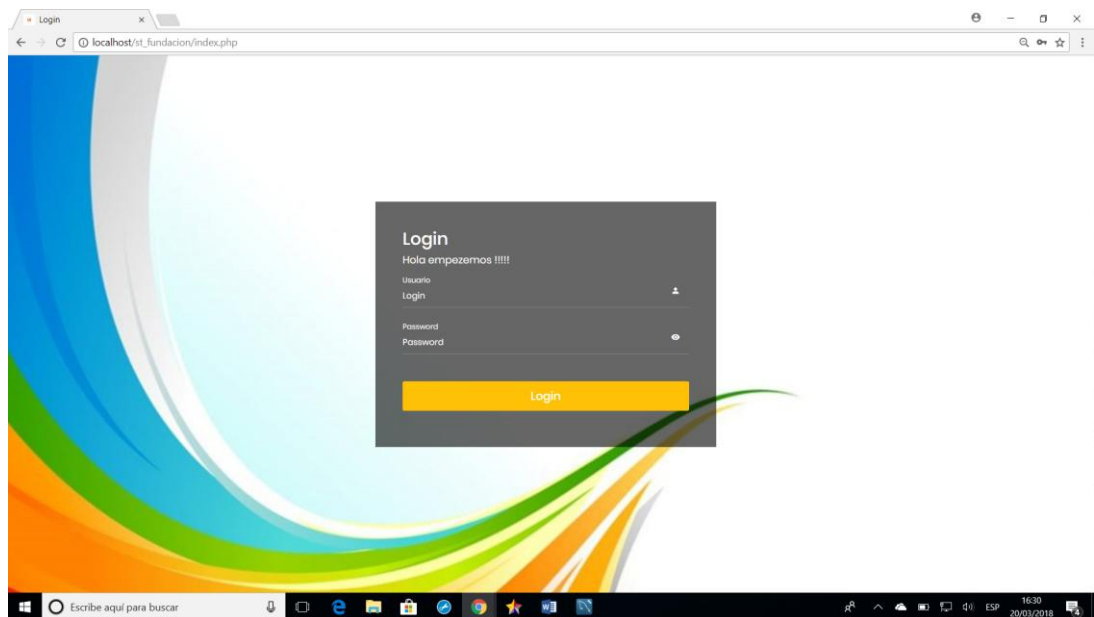 Login
localhost/st_fundacion/index.php
Login
Hola empezemos !!!!!
Usuario
Login
Password
Password
Login
Escribe aquí para buscar
ESP
16:30
20/03/2018
4